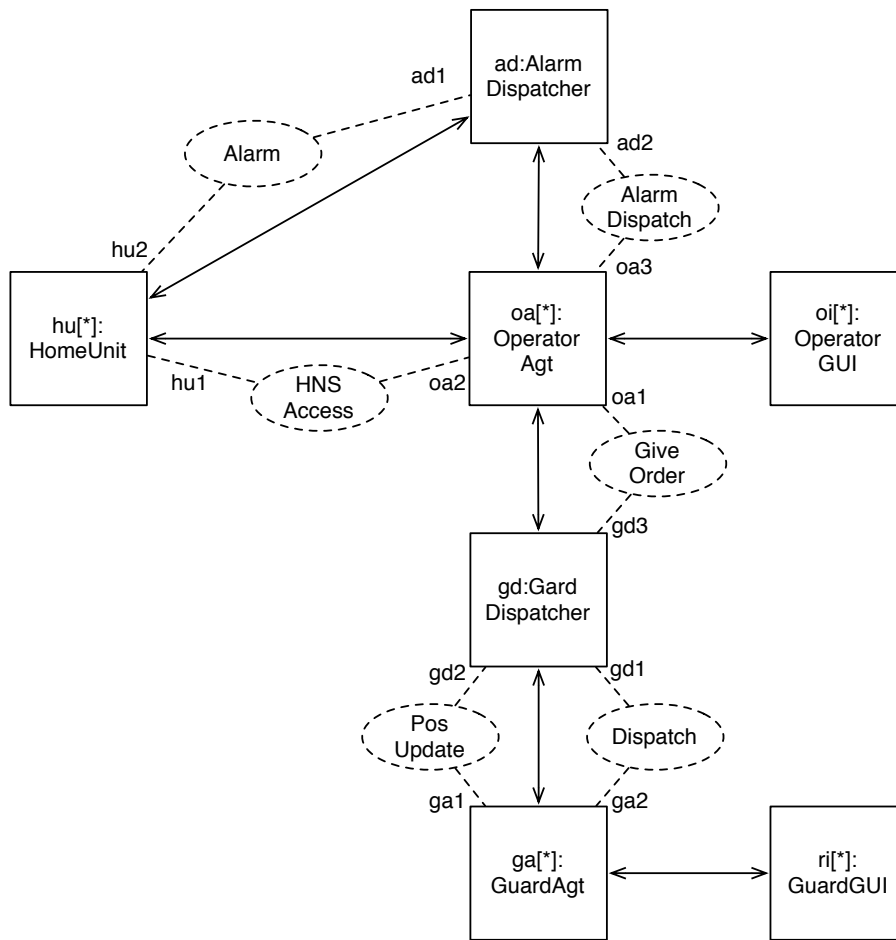 ad:Alarm
Dispatcher
ad1
ad2
Alarm
Alarm
Dispatch
hu2
oa3
hu[*]:
HomeUnit
oa[*]:
Operator
Agt
oi[*]:
Operator
GUI
hu1
HNS
Access
oa2
oa1
Give
Order
gd3
gd:Gard
Dispatcher
gd2
gd1
Pos
Update
Dispatch
ga1
ga2
ga[*]:
GuardAgt
ri[*]:
GuardGUI